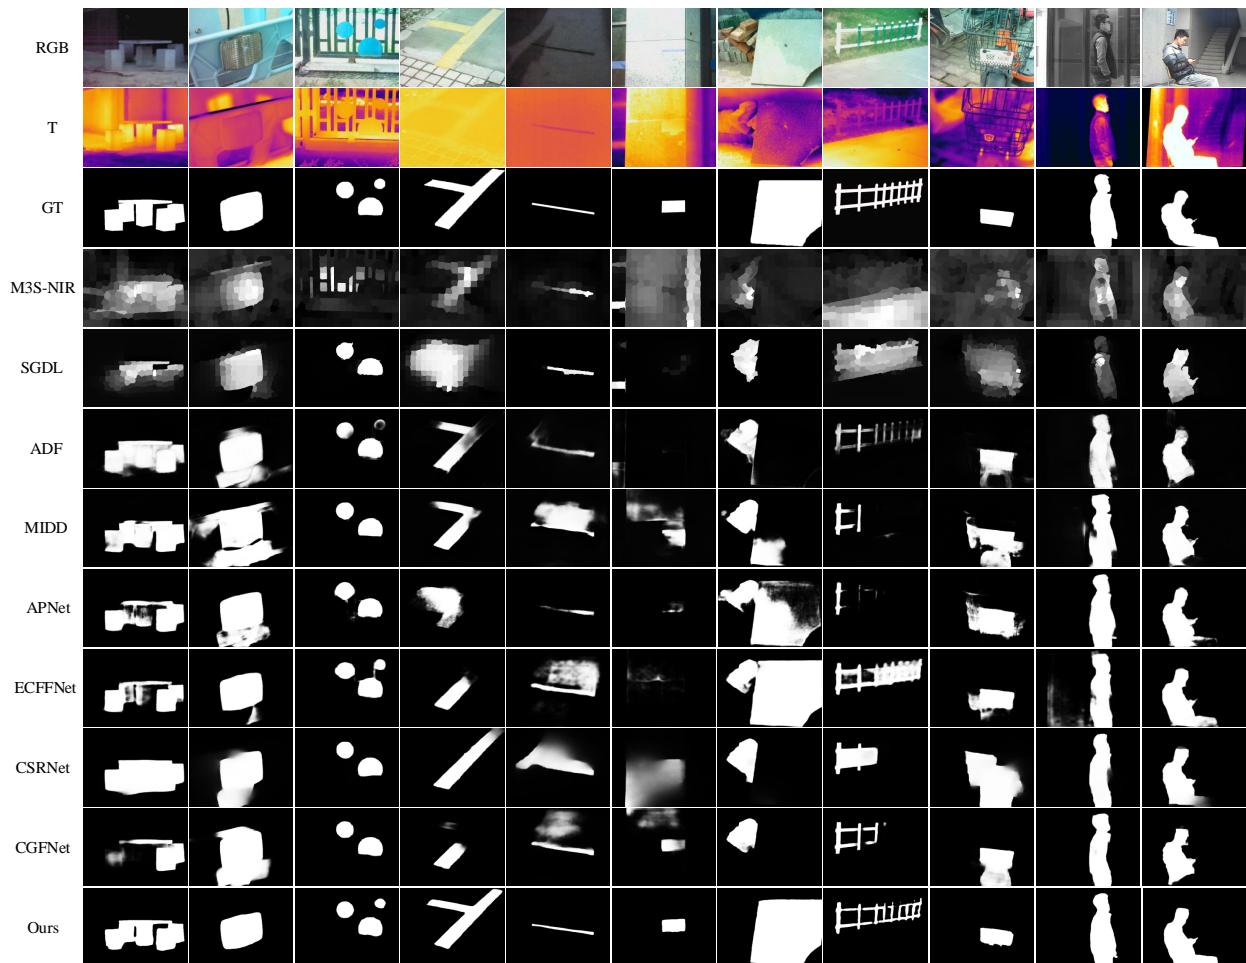 RGB
T
GT
M3S-NIR
SGDL
ADF
MIDD
APNet
ECFFNet
CSRNet
CGFNet
Ours